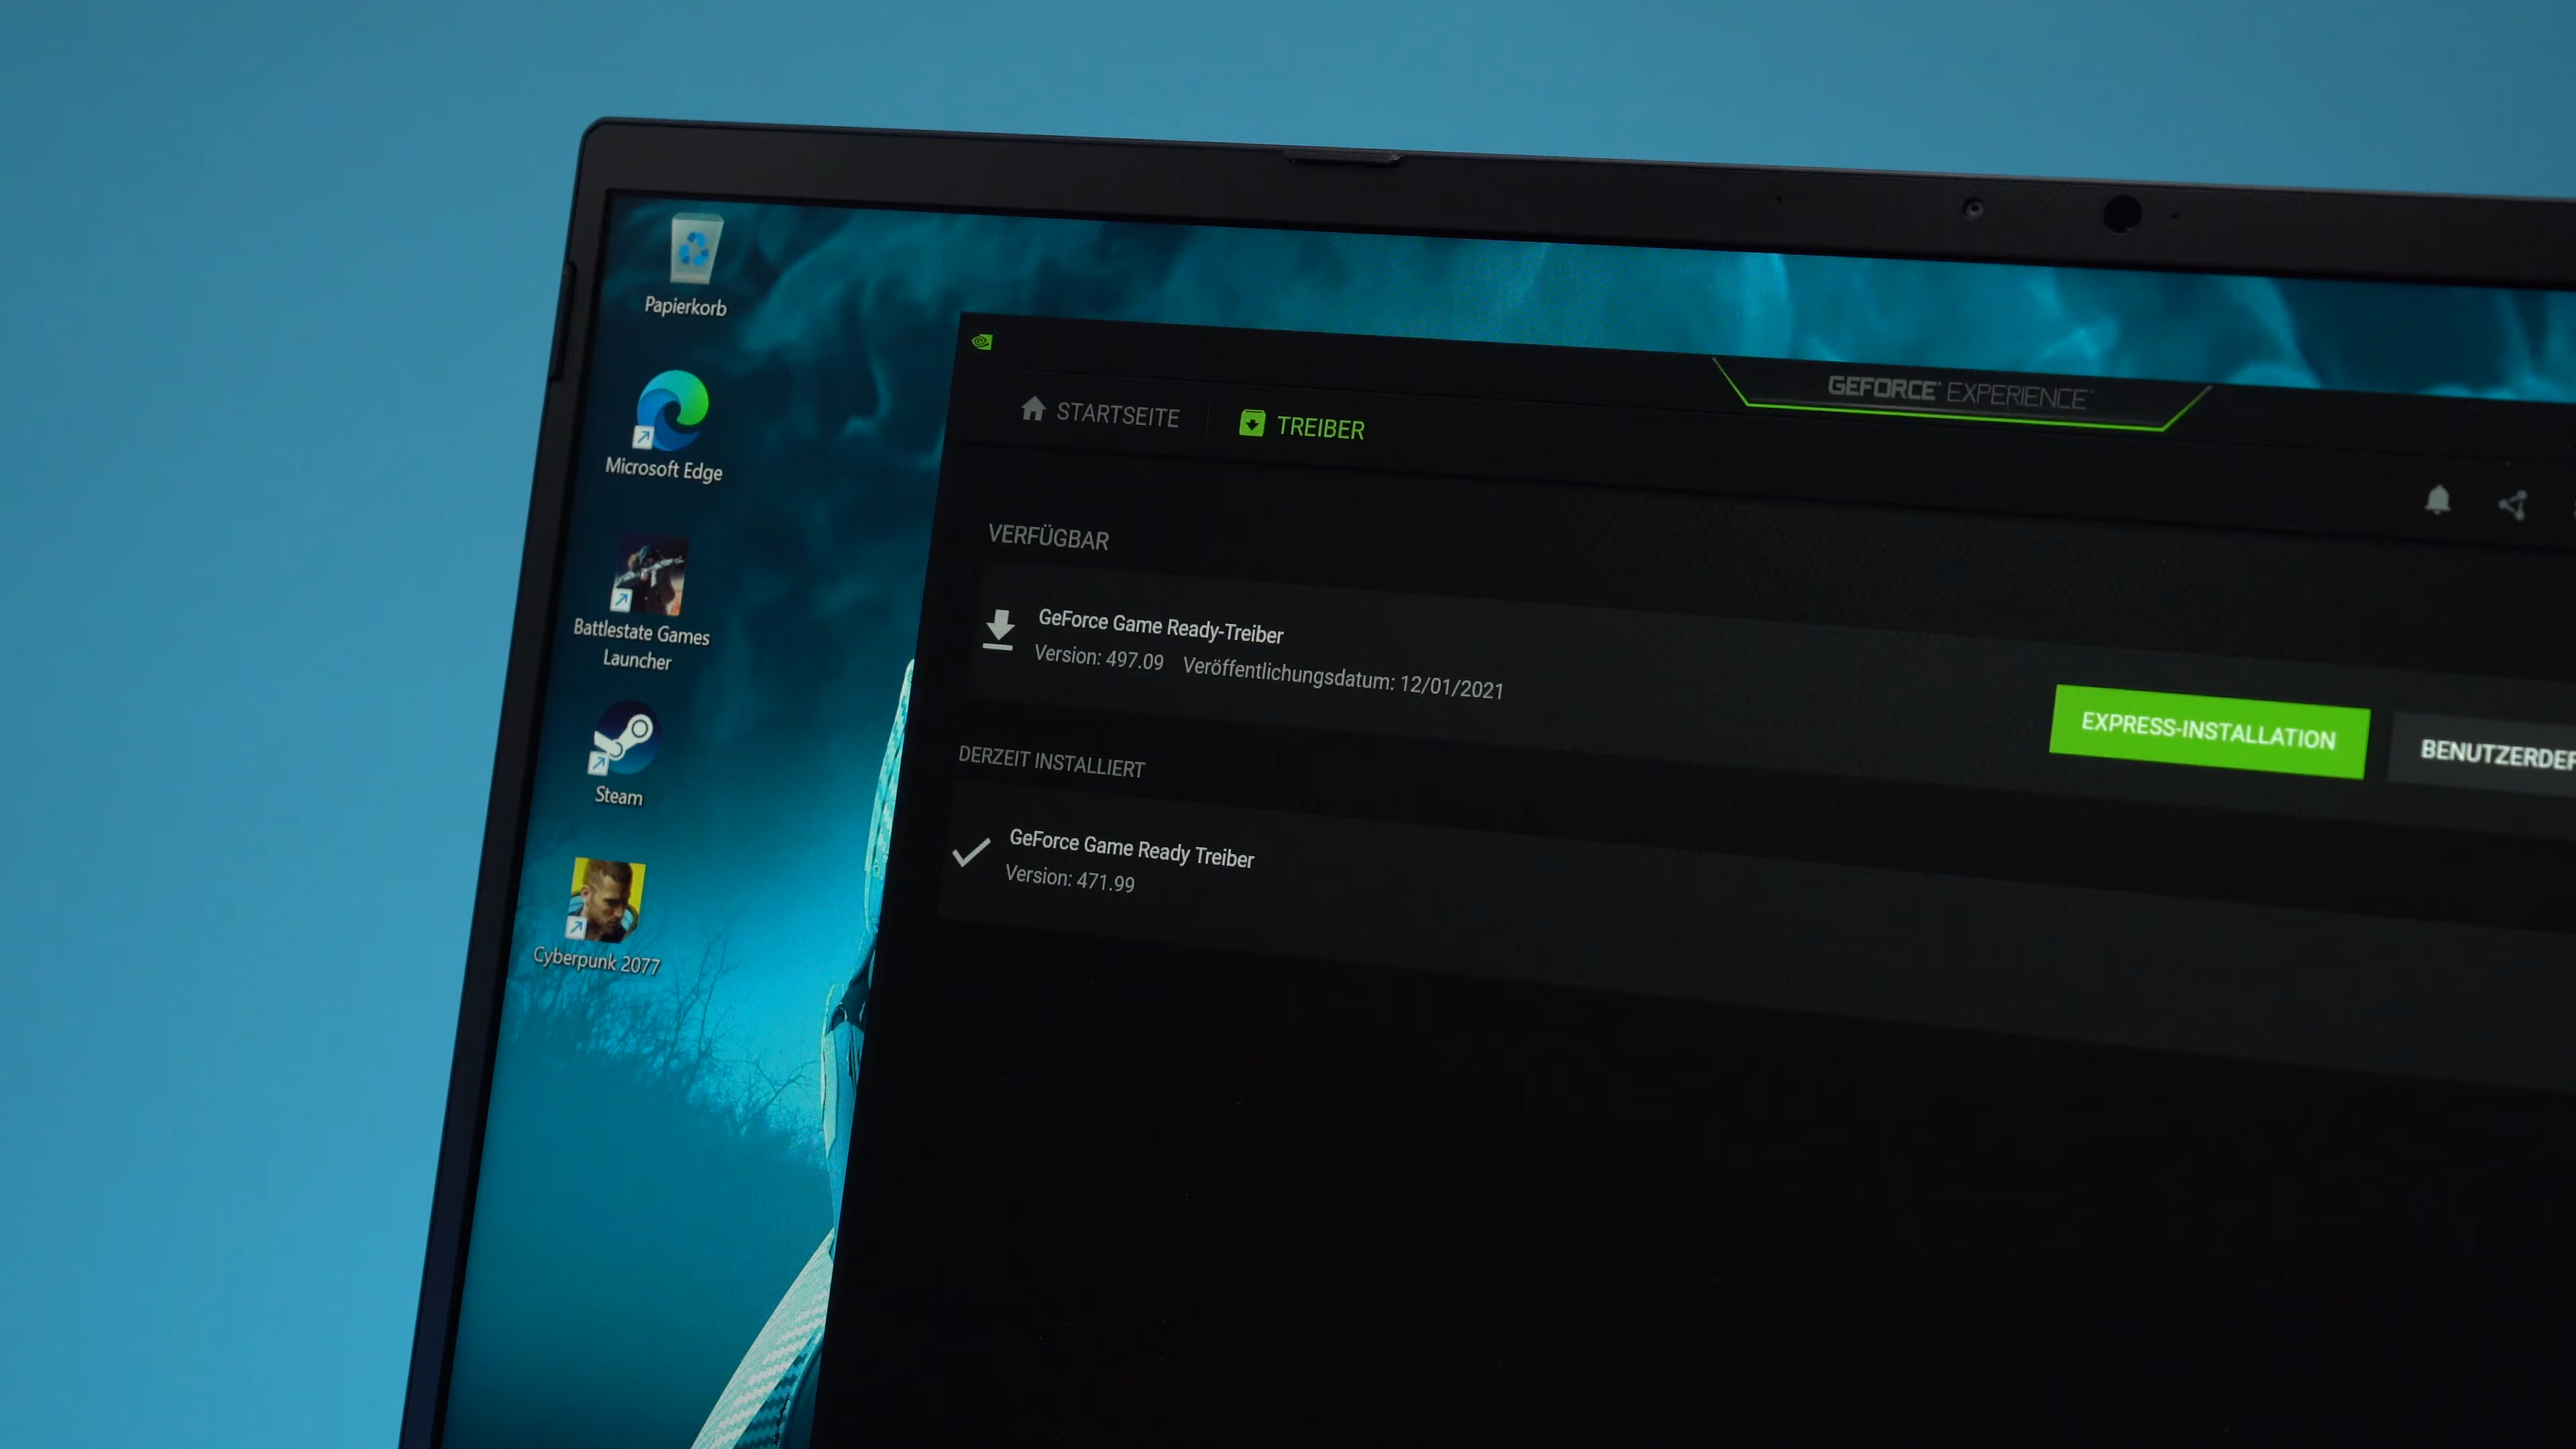 Papierkorb
Microsoft Edge
Battlestate Games
Launcher
Steam
Cyberpunk 2077
GEFORCE EXPERIENCE
STARTSEITE
TREIBER
VERFÜGBAR
GeForce Game Ready-Treiber
Version: 497.09 Veröffentlichungsdatum: 12/01/2021
EXPRESS-INSTALLATION
BENUTZERDEF
DERZEIT INSTALLIERT
GeForce Game Ready Treiber
Version: 471.99